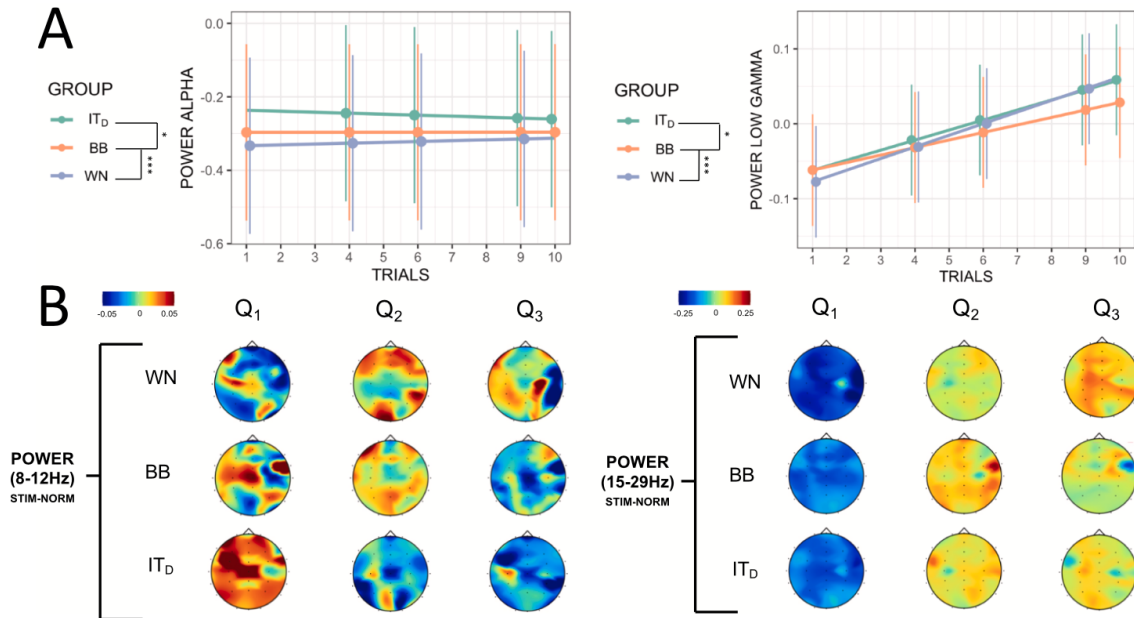 A
GROUP
ITD
BB
WN
*
***
POWER ALPHA
0.0
-0.2
-0.4
-0.6
1 2 3 4 5 6 7 8 9 10
TRIALS
GROUP
ITD
BB
WN
*
***
POWER LOW GAMMA
0.1
0.0
-0.1
1 2 3 4 5 6 7 8 9 10
TRIALS
B
-0.05 0 0.05
Q1 Q2 Q3
WN
BB
ITD
POWER
(8-12Hz)
STIM-NORM
-0.25 0 0.25
Q1 Q2 Q3
WN
BB
ITD
POWER
(15-29Hz)
STIM-NORM